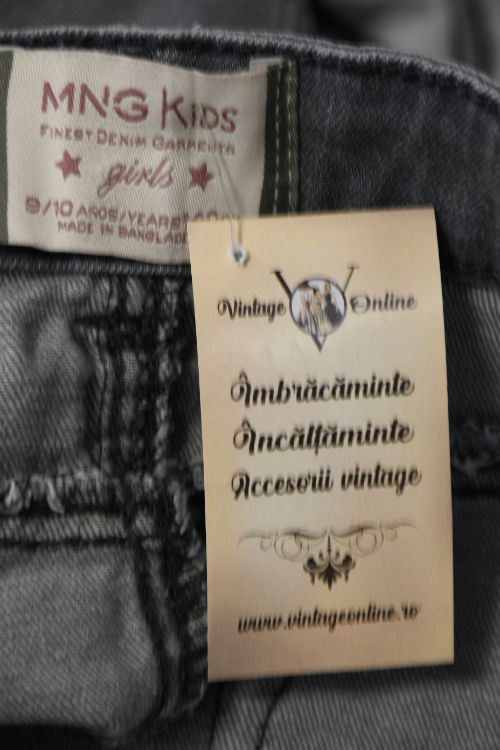 MNG KIDS
FINEST DENIM GARMENTS
girls
9/10 AÑOS/YEARS
MADE IN
Vintage Online
Îmbrăcăminte
Încălțăminte
Accesorii vintage
www.vintageonline.ro